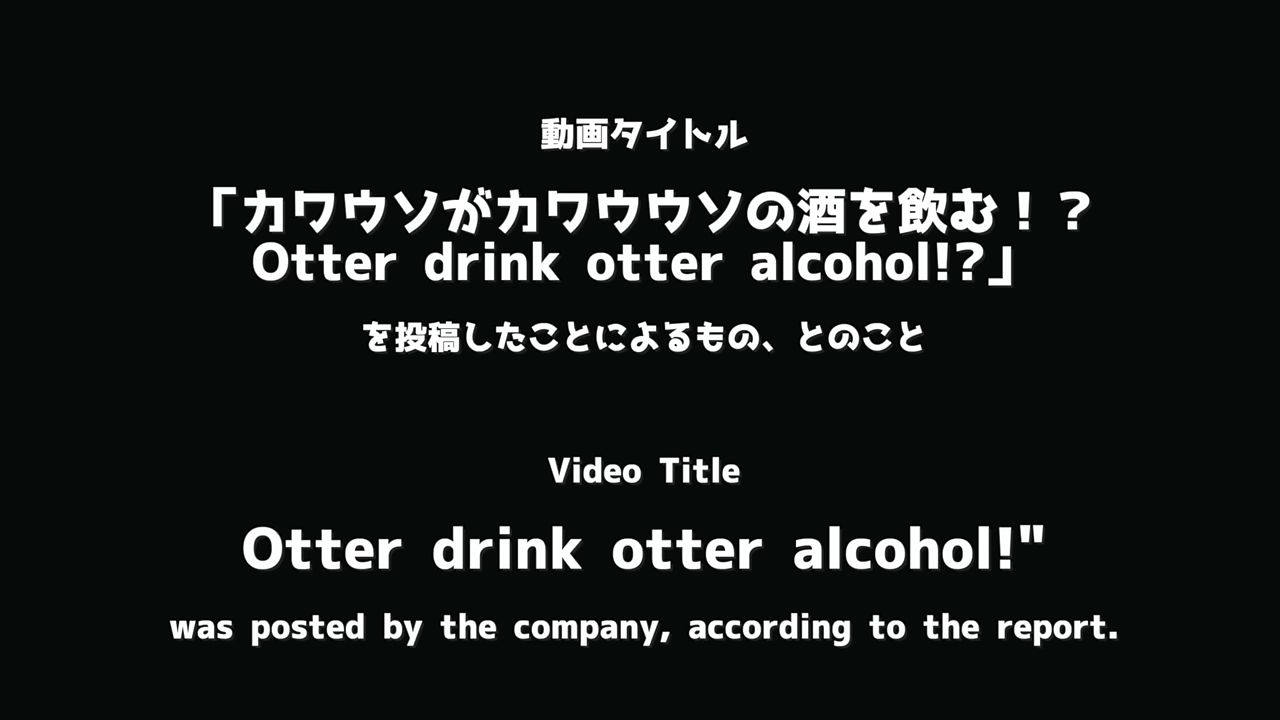 動画タイトル
「カワウソがカワウウソの酒を飲む！？
Otter drink otter alcohol!?」
を投稿したことによるもの、とのこと
Video Title
Otter drink otter alcohol!"
was posted by the company, according to the report.